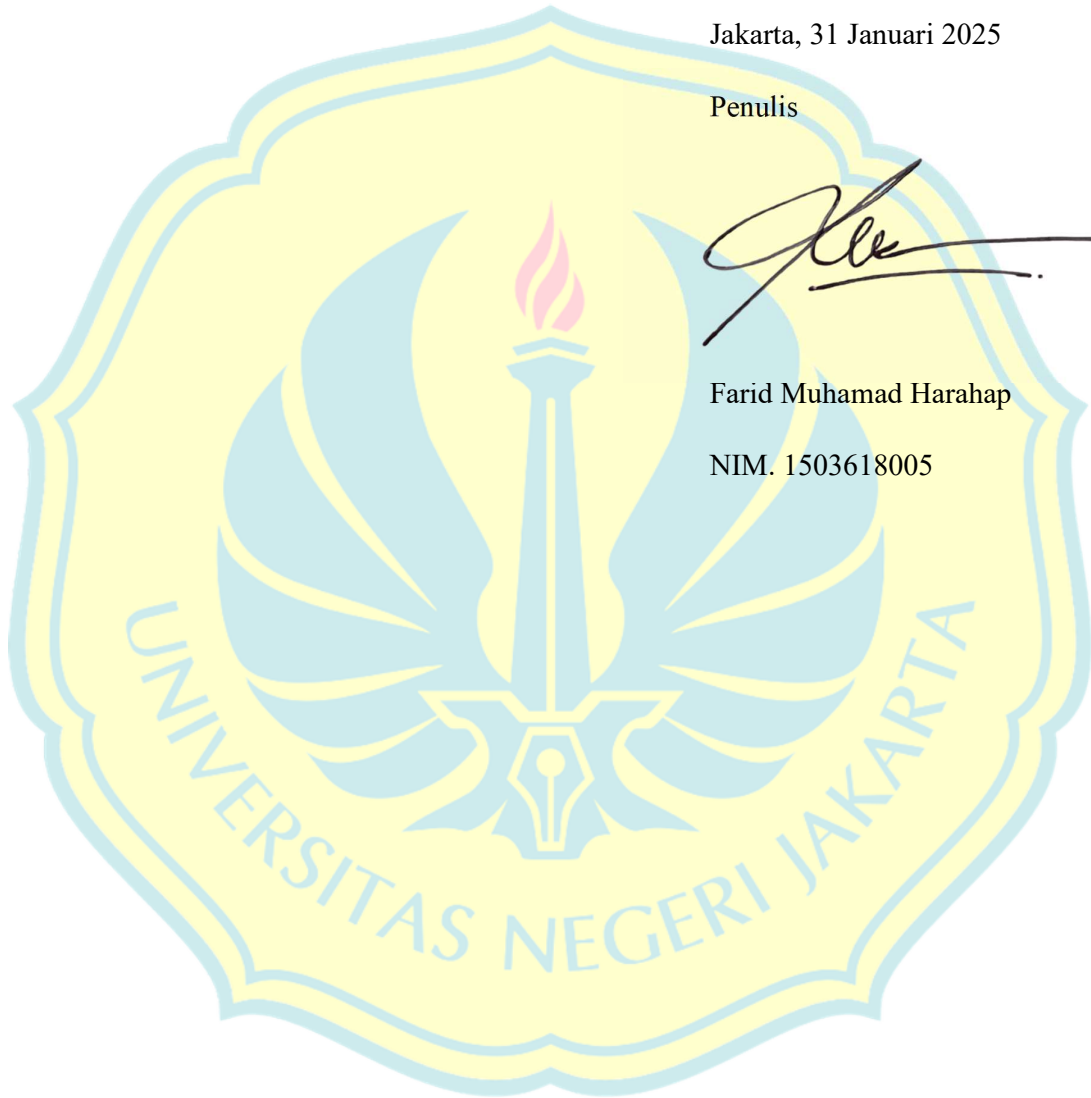 Jakarta, 31 Januari 2025
Penulis
Farid Muhamad Harahap
NIM. 1503618005
UNIVERSITAS NEGERI JAKARTA